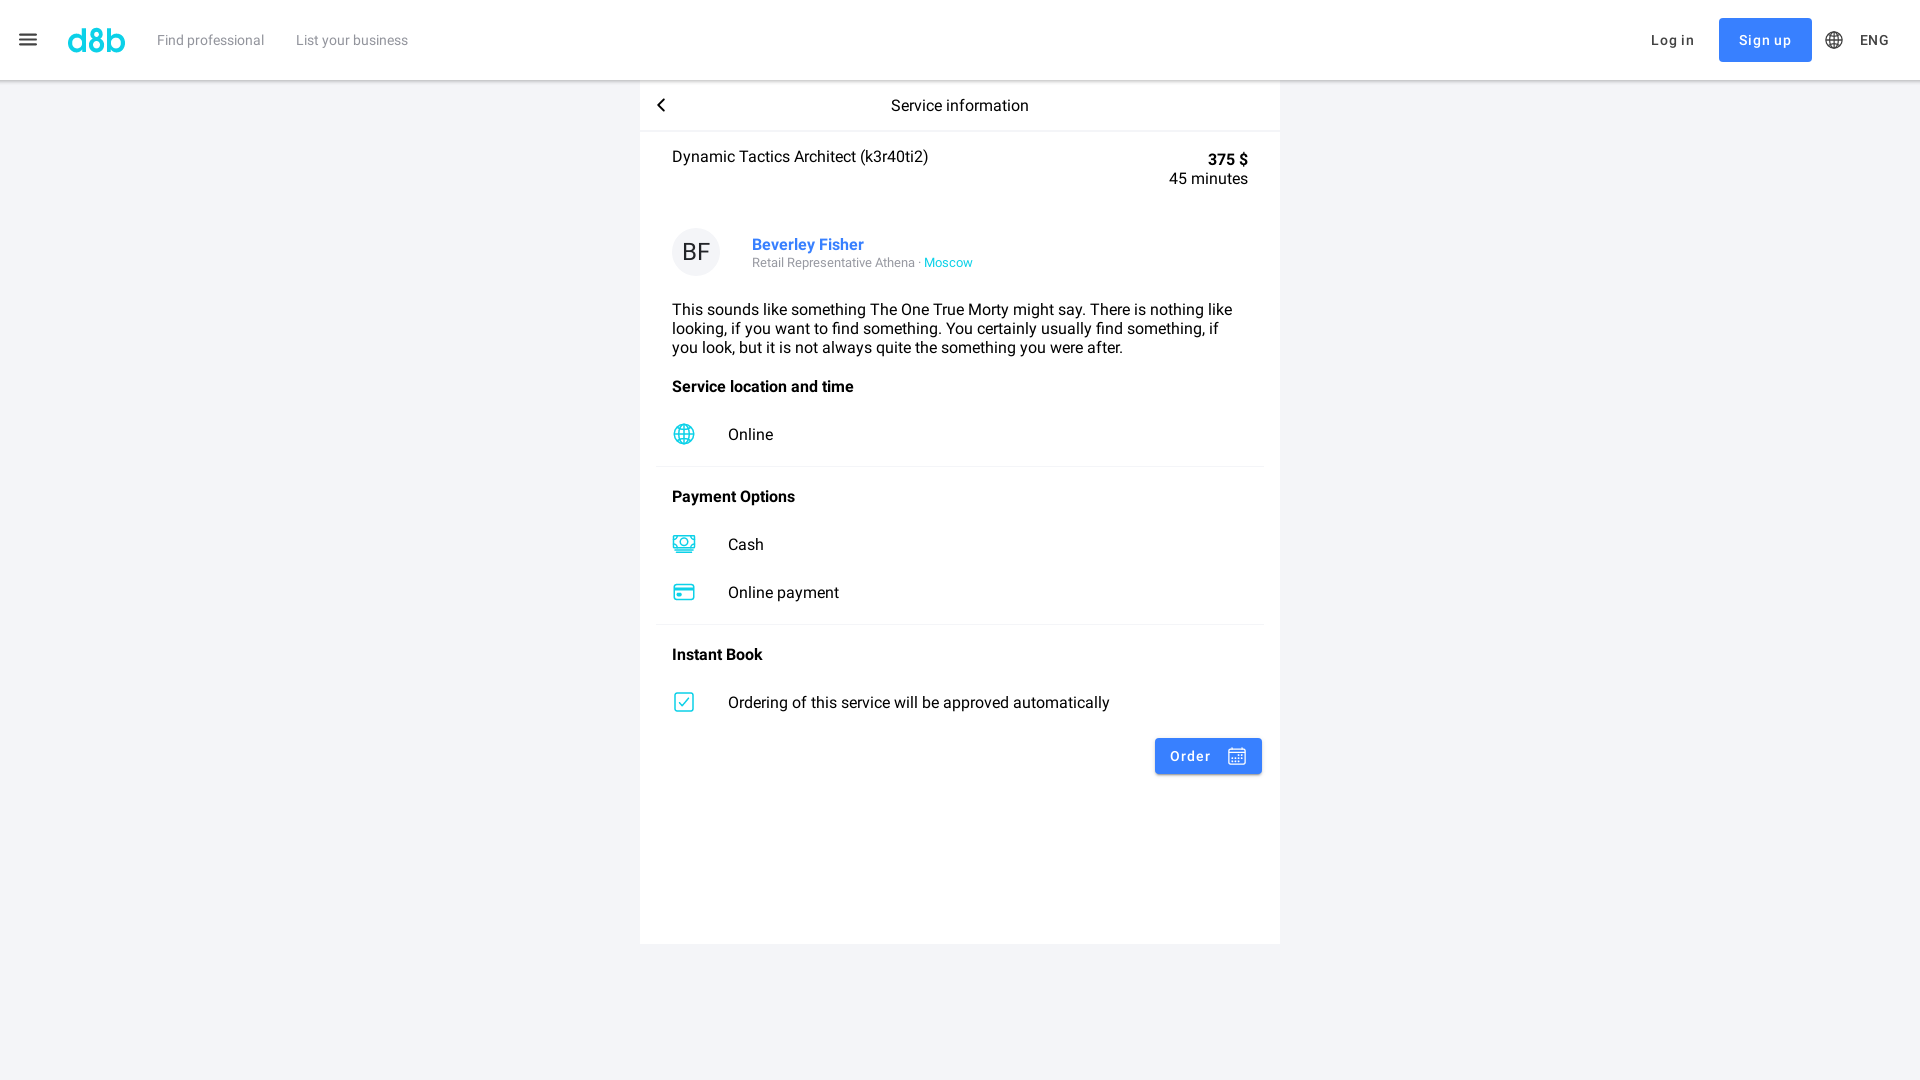 d8b
Find professional
List your business
Log in
Sign up
ENG
Service information
Dynamic Tactics Architect (k3r40ti2)
375 $
45 minutes
BF
Beverley Fisher
Retail Representative Athena · Moscow
This sounds like something The One True Morty might say. There is nothing like
looking, if you want to find something. You certainly usually find something, if
you look, but it is not always quite the something you were after.
Service location and time
Online
Payment Options
Cash
Online payment
Instant Book
Ordering of this service will be approved automatically
Order